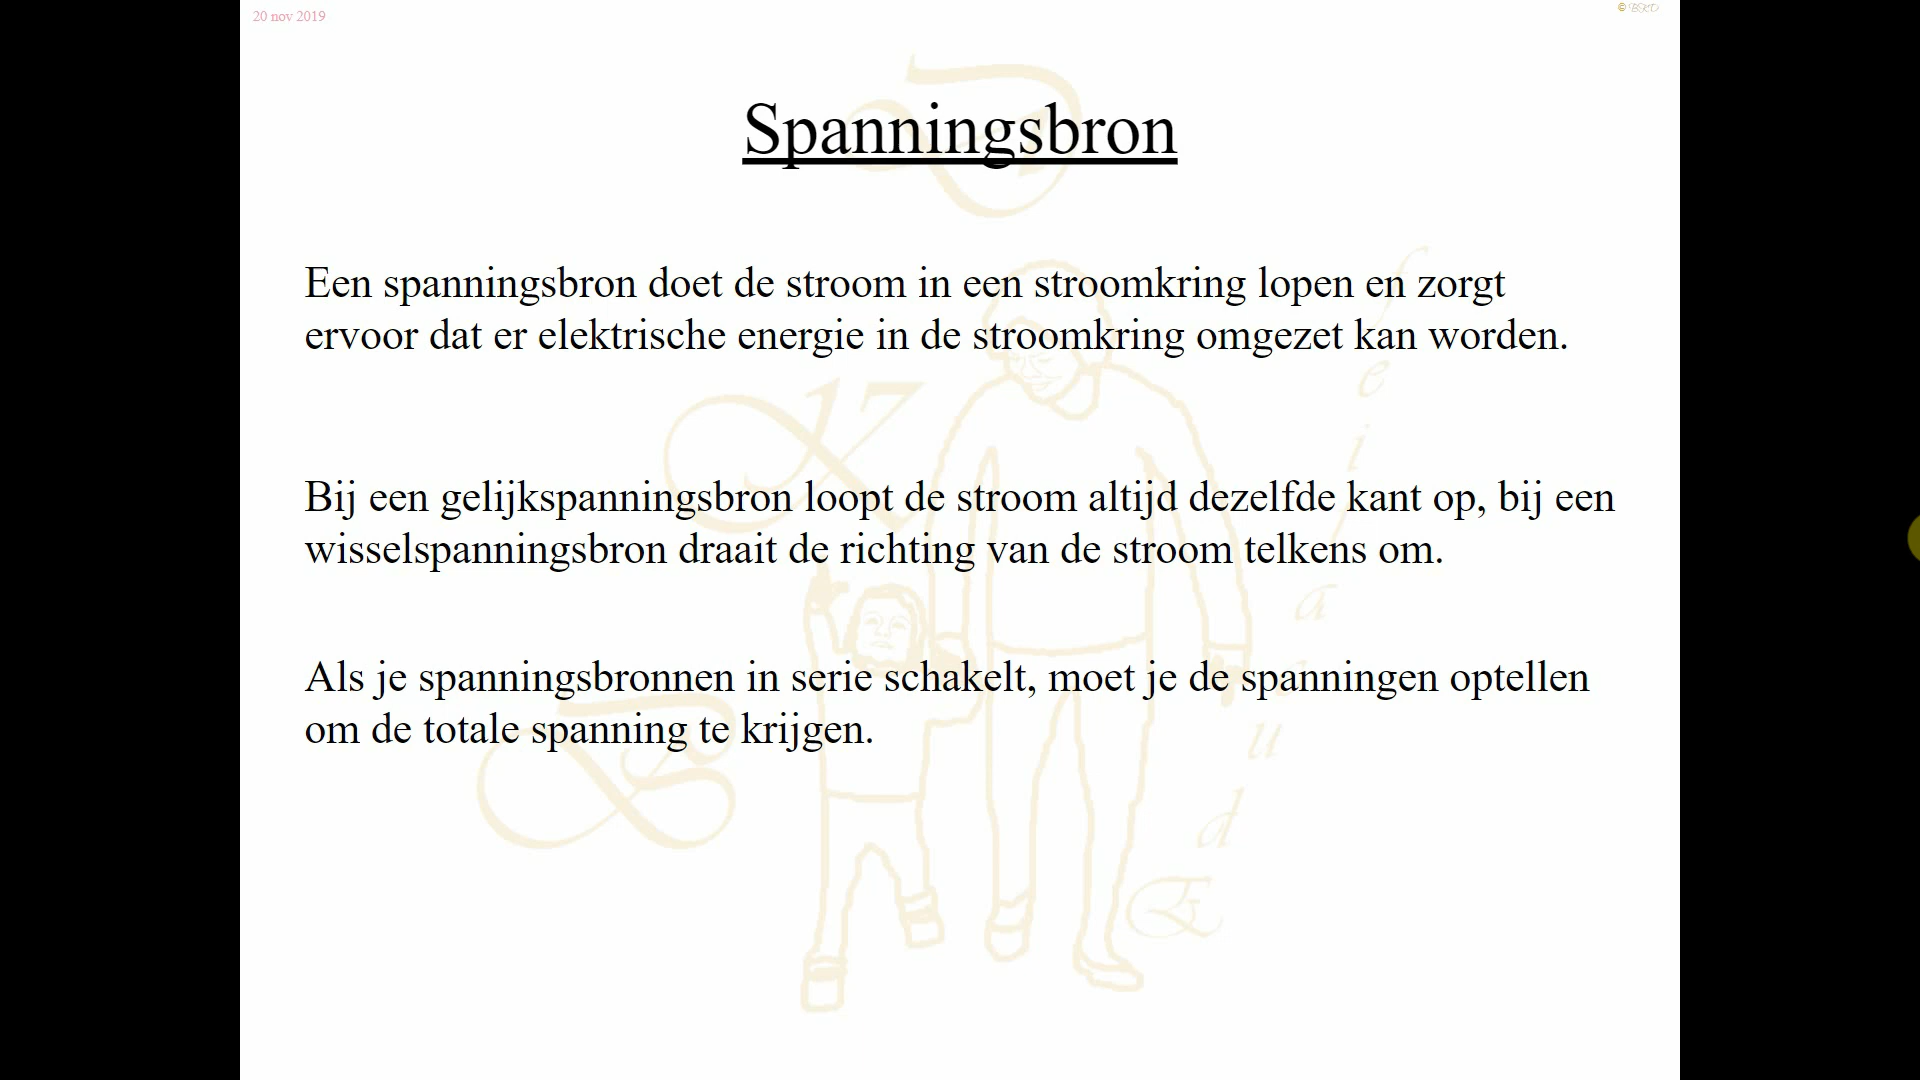 20 nov 2019
© BKD
Spanningsbron
Een spanningsbron doet de stroom in een stroomkring lopen en zorgt
ervoor dat er elektrische energie in de stroomkring omgezet kan worden.
Bij een gelijkspanningsbron loopt de stroom altijd dezelfde kant op, bij een
wisselspanningsbron draait de richting van de stroom telkens om.
Als je spanningsbronnen in serie schakelt, moet je de spanningen optellen
om de totale spanning te krijgen.